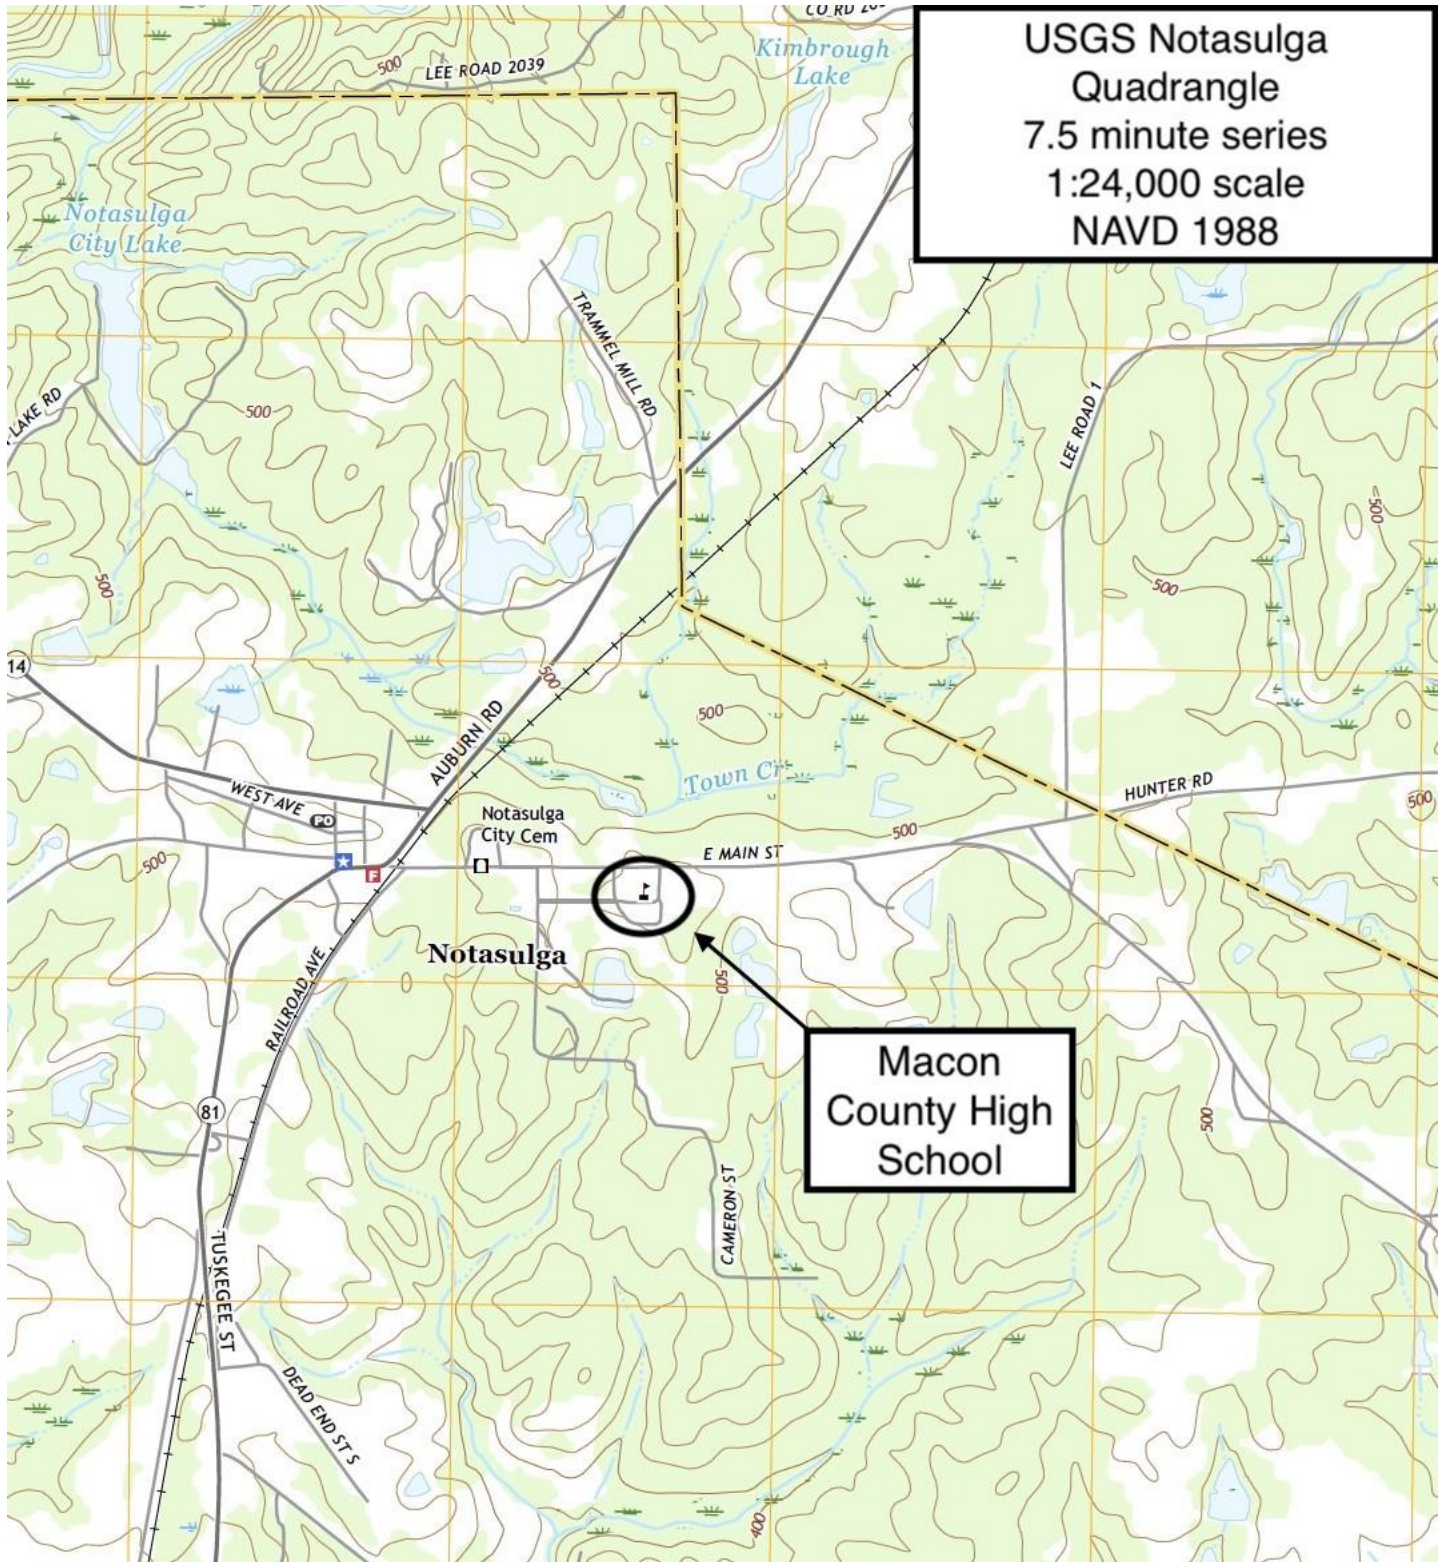 CO RD 20
Kimbrough
Lake
USGS Notasulga
Quadrangle
7.5 minute series
1:24,000 scale
NAVD 1988
500
LEE ROAD 2039
Notasulga
City Lake
TRAMMEL MILL RD
LAKE RD
500
LEE ROAD 1
500
500
500
14
500
500
AUBURN RD
Town Cr
WEST AVE
PO
HUNTER RD
500
Notasulga
City Cem
500
E MAIN ST
500
F
Notasulga
500
RAILROAD AVE
Macon
County High
School
81
500
CAMERON ST
TUSKEGEE ST
DEAD END ST S
400